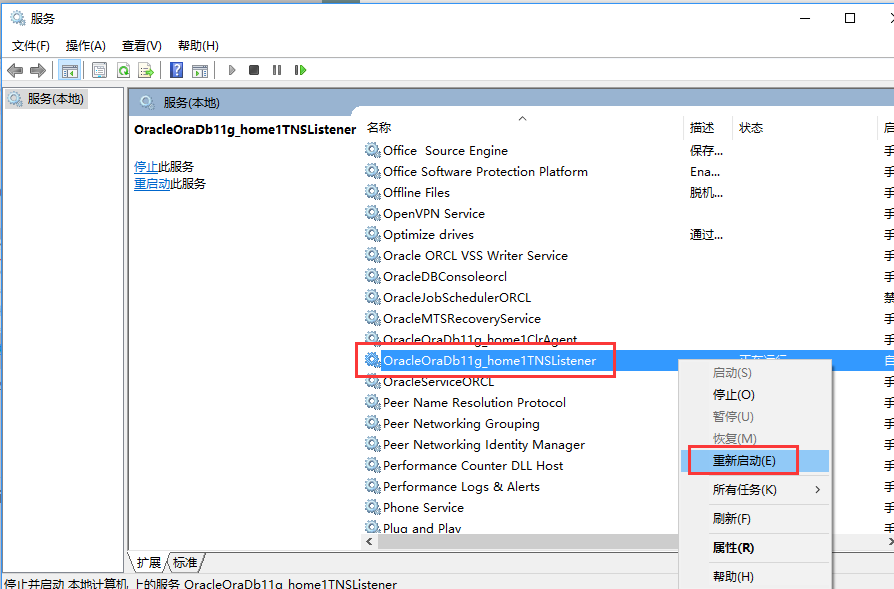 服务
文件(F) 操作(A) 查看(V) 帮助(H)
服务(本地)
服务(本地)
OracleOraDb11g_home1TNSListener
停止此服务
重启动此服务
名称 描述 状态 启
Office Source Engine 保存... 手
Office Software Protection Platform Ena... 手
Offline Files 脱机... 手
OpenVPN Service 手
Optimize drives 通过... 手
Oracle ORCL VSS Writer Service 手
OracleDBConsoleorcl 手
OracleJobSchedulerORCL 禁
OracleMTSRecoveryService 手
OracleOraDb11g_home1ClrAgent 手
OracleOraDb11g_home1TNSListener 正在运行 自
OracleServiceORCL 手
Peer Name Resolution Protocol 手
Peer Networking Grouping 手
Peer Networking Identity Manager 手
Performance Counter DLL Host 手
Performance Logs & Alerts 手
Phone Service 手
Plug and Play 手
启动(S)
停止(O)
暂停(U)
恢复(M)
重新启动(E)
所有任务(K)
刷新(F)
属性(R)
帮助(H)
扩展 标准
停止并启动 本地计算机 上的服务 OracleOraDb11g_home1TNSListener